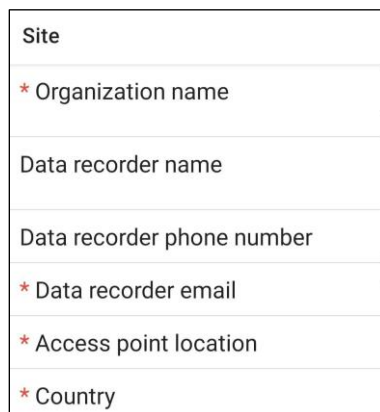 Site
* Organization name
Data recorder name
Data recorder phone number
* Data recorder email
* Access point location
* Country